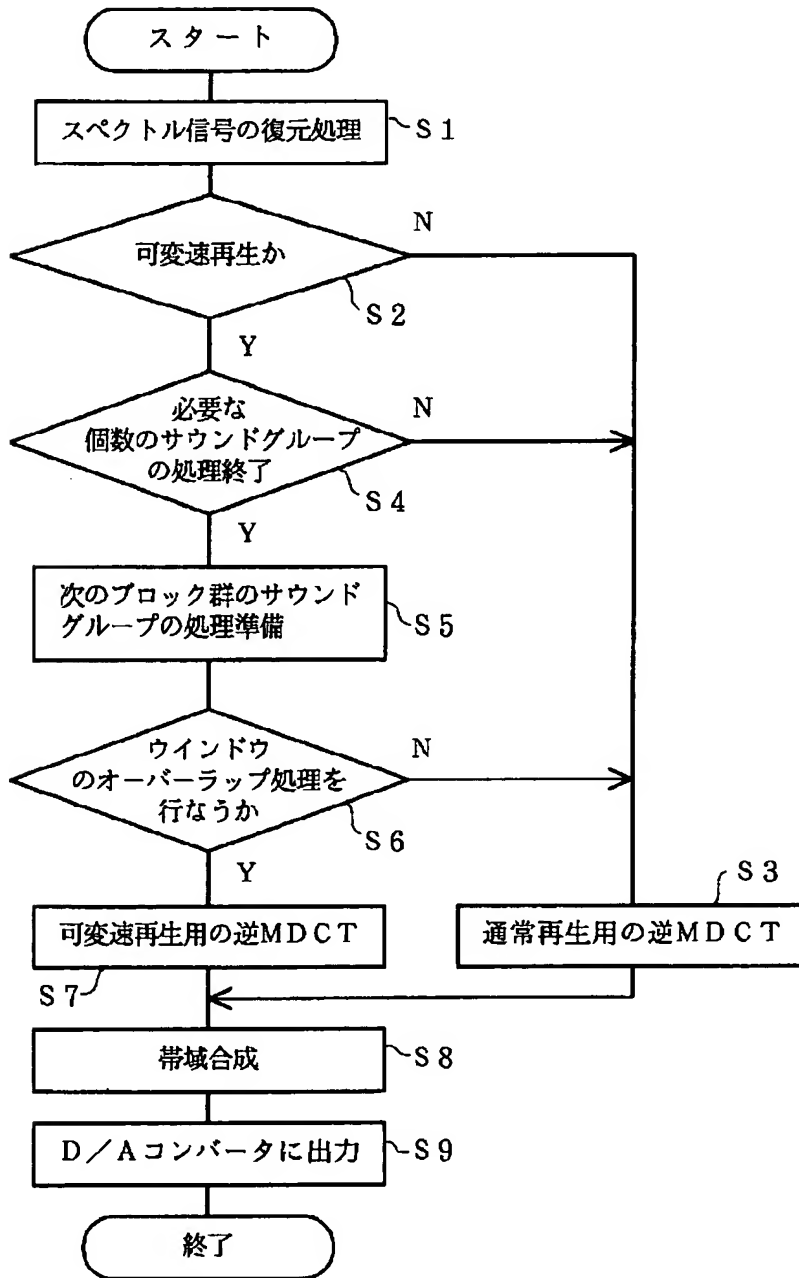 スタート
スペクトル信号の復元処理
S1
可変速再生か
N
S2
Y
必要な
個数のサウンドグループ
の処理終了
N
S4
Y
次のブロック群のサウンド
グループの処理準備
S5
ウインドウ
のオーバーラップ処理を
行なうか
N
S6
Y
S3
可変速再生用の逆MDCT
通常再生用の逆MDCT
S7
帯域合成
S8
D/Aコンバータに出力
S9
終了